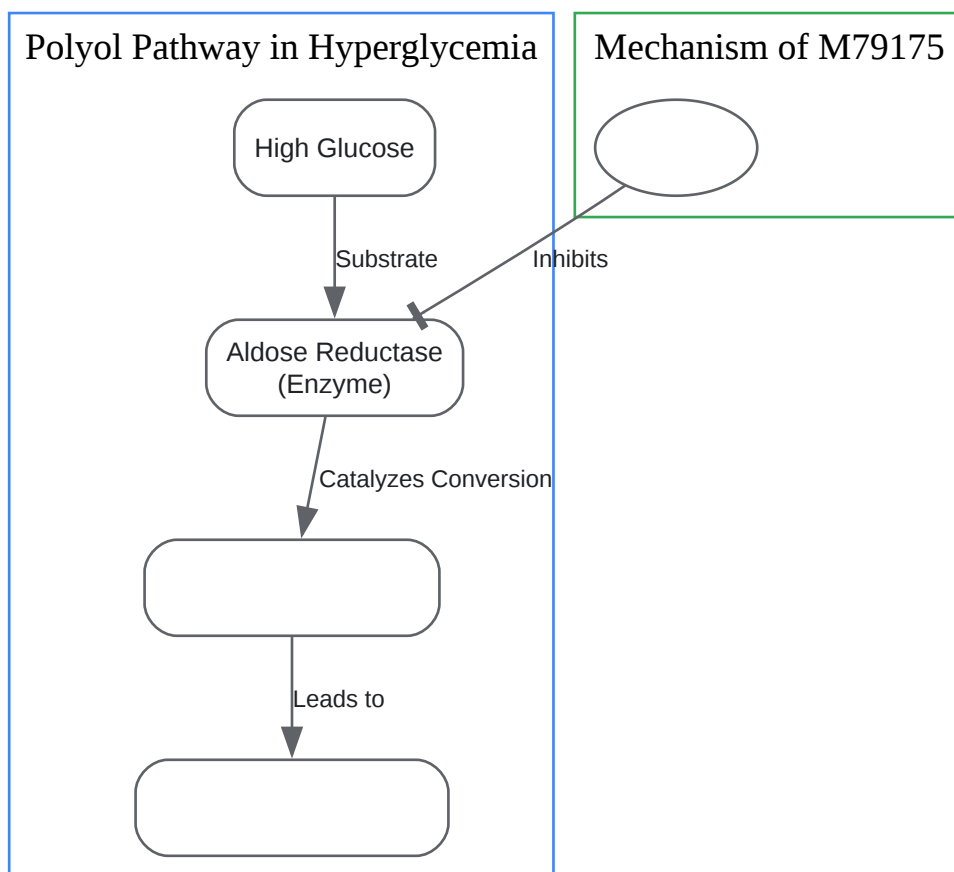 Polyol Pathway in Hyperglycemia
Mechanism of M79175
High Glucose
Substrate
Inhibits
Aldose Reductase
(Enzyme)
Catalyzes Conversion
Leads to